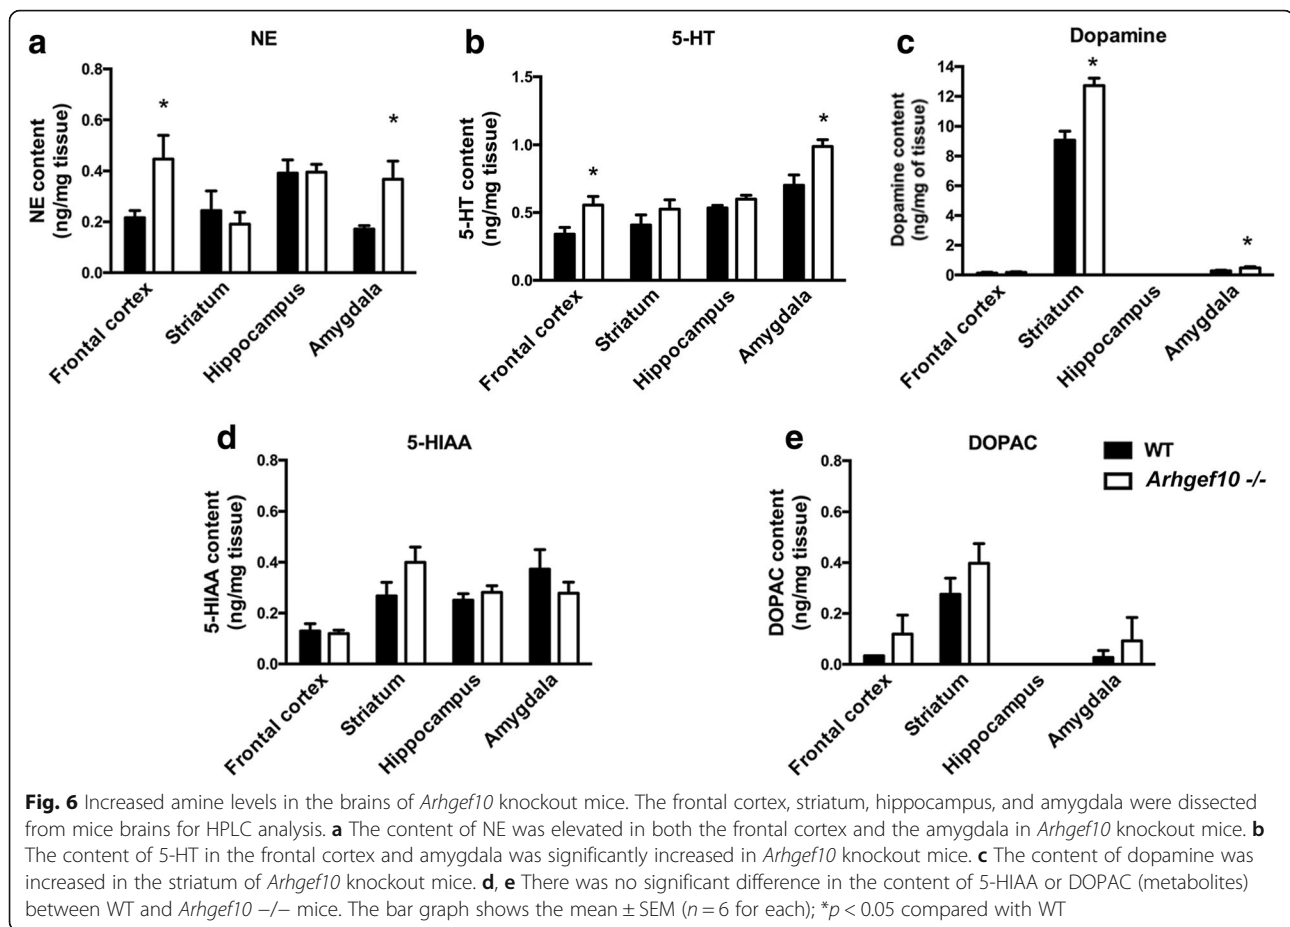 a
NE
NE content
(ng/mg tissue)
0.8
0.6
0.4
0.2
0.0
*
*
Frontal cortex
Striatum
Hippocampus
Amygdala
b
5-HT
5-HT content
(ng/mg tissue)
1.5
1.0
0.5
0.0
*
*
Frontal cortex
Striatum
Hippocampus
Amygdala
c
Dopamine
Dopamine content
(ng/mg of tissue)
14
12
10
8
6
4
2
0
*
*
Frontal cortex
Striatum
Hippocampus
Amygdala
d
5-HIAA
5-HIAA content
(ng/mg tissue)
0.8
0.6
0.4
0.2
0.0
Frontal cortex
Striatum
Hippocampus
Amygdala
e
DOPAC
DOPAC content
(ng/mg tissue)
0.8
0.6
0.4
0.2
0.0
Frontal cortex
Striatum
Hippocampus
Amygdala
WT
Arhgef10 -/-
Fig. 6 Increased amine levels in the brains of Arhgef10 knockout mice. The frontal cortex, striatum, hippocampus, and amygdala were dissected
from mice brains for HPLC analysis. a The content of NE was elevated in both the frontal cortex and the amygdala in Arhgef10 knockout mice. b
The content of 5-HT in the frontal cortex and amygdala was significantly increased in Arhgef10 knockout mice. c The content of dopamine was
increased in the striatum of Arhgef10 knockout mice. d, e There was no significant difference in the content of 5-HIAA or DOPAC (metabolites)
between WT and Arhgef10 −/− mice. The bar graph shows the mean ± SEM (n = 6 for each); *p < 0.05 compared with WT